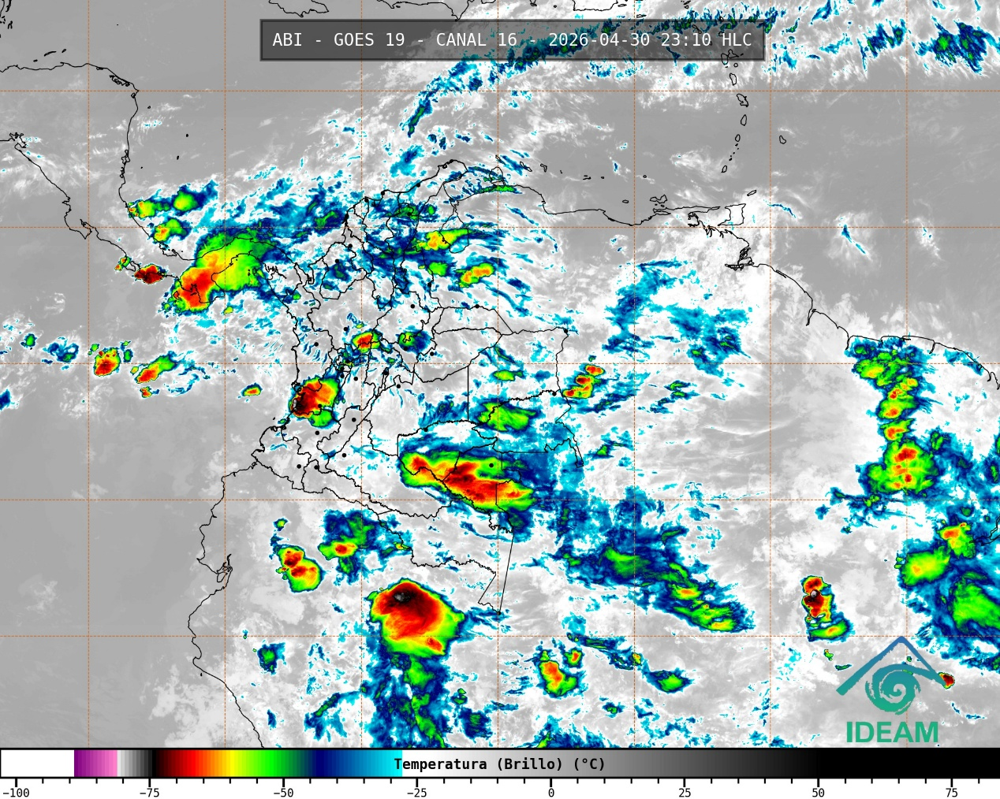 ABI - GOES 19 - CANAL 16 - 2026-04-30 23:10 HLC
IDEAM
Temperatura (Brillo) (°C)
−100 −75 −50 −25 0 25 50 75